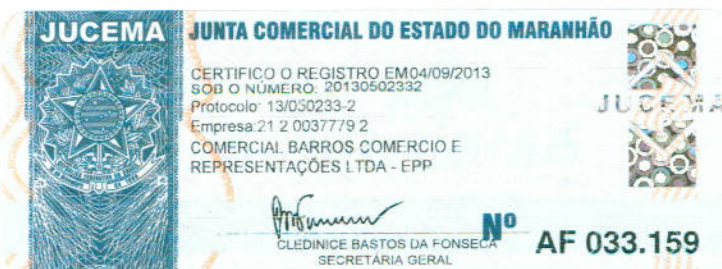 JUCEMA JUNTA COMERCIAL DO ESTADO DO MARANHÃO
CERTIFICO O REGISTRO EM04/09/2013
SOB O NÚMERO: 20130502332
Protocolo: 13/050233-2
Empresa:21 2 0037779 2
COMERCIAL BARROS COMERCIO E
REPRESENTAÇÕES LTDA - EPP
JUCEMA
CLEDINICE BASTOS DA FONSECA
SECRETÁRIA GERAL
Nº AF 033.159